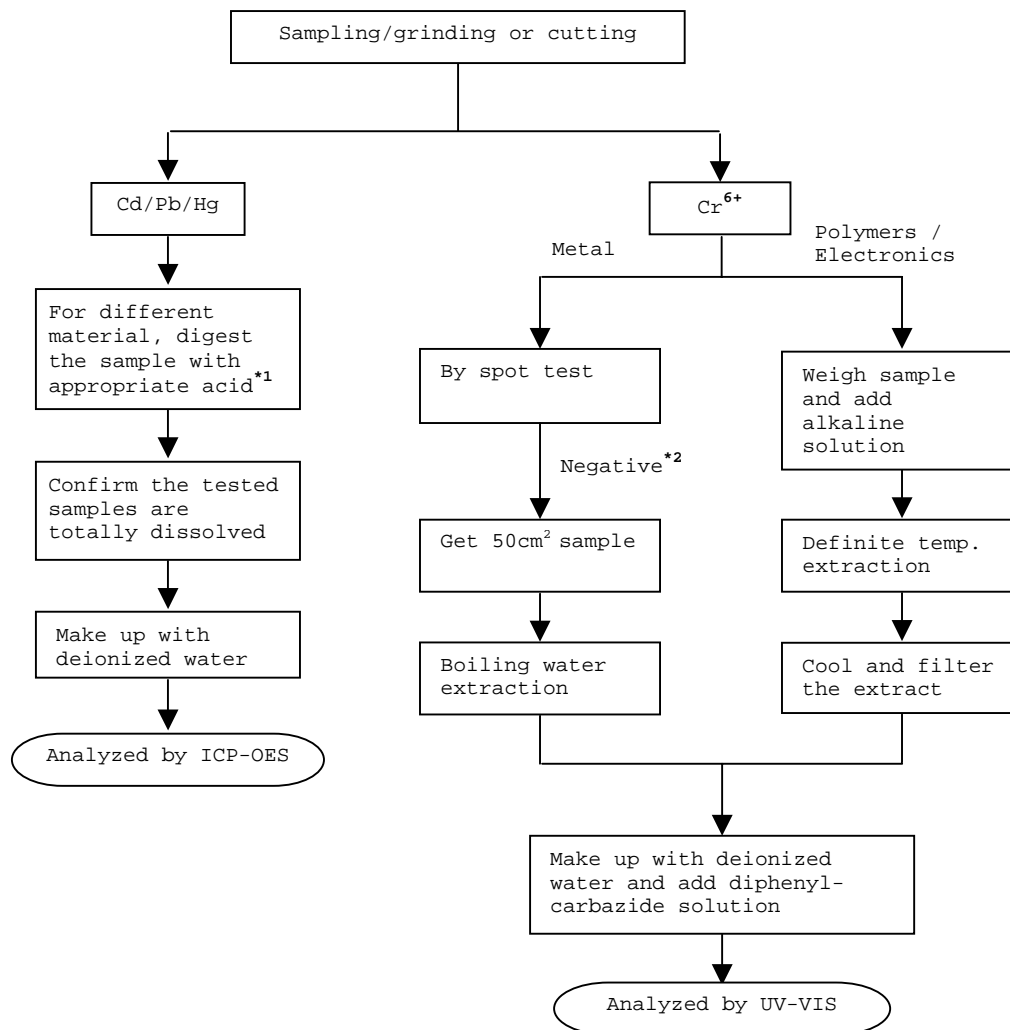 Sampling/grinding or cutting
Cd/Pb/Hg
Cr⁶⁺
Metal
Polymers /
Electronics
For different
material, digest
the sample with
appropriate acid*¹
By spot test
Weigh sample
and add
alkaline
solution
Negative*²
Confirm the tested
samples are
totally dissolved
Get 50cm² sample
Definite temp.
extraction
Make up with
deionized water
Boiling water
extraction
Cool and filter
the extract
Analyzed by ICP-OES
Make up with deionized
water and add diphenyl-
carbazide solution
Analyzed by UV-VIS